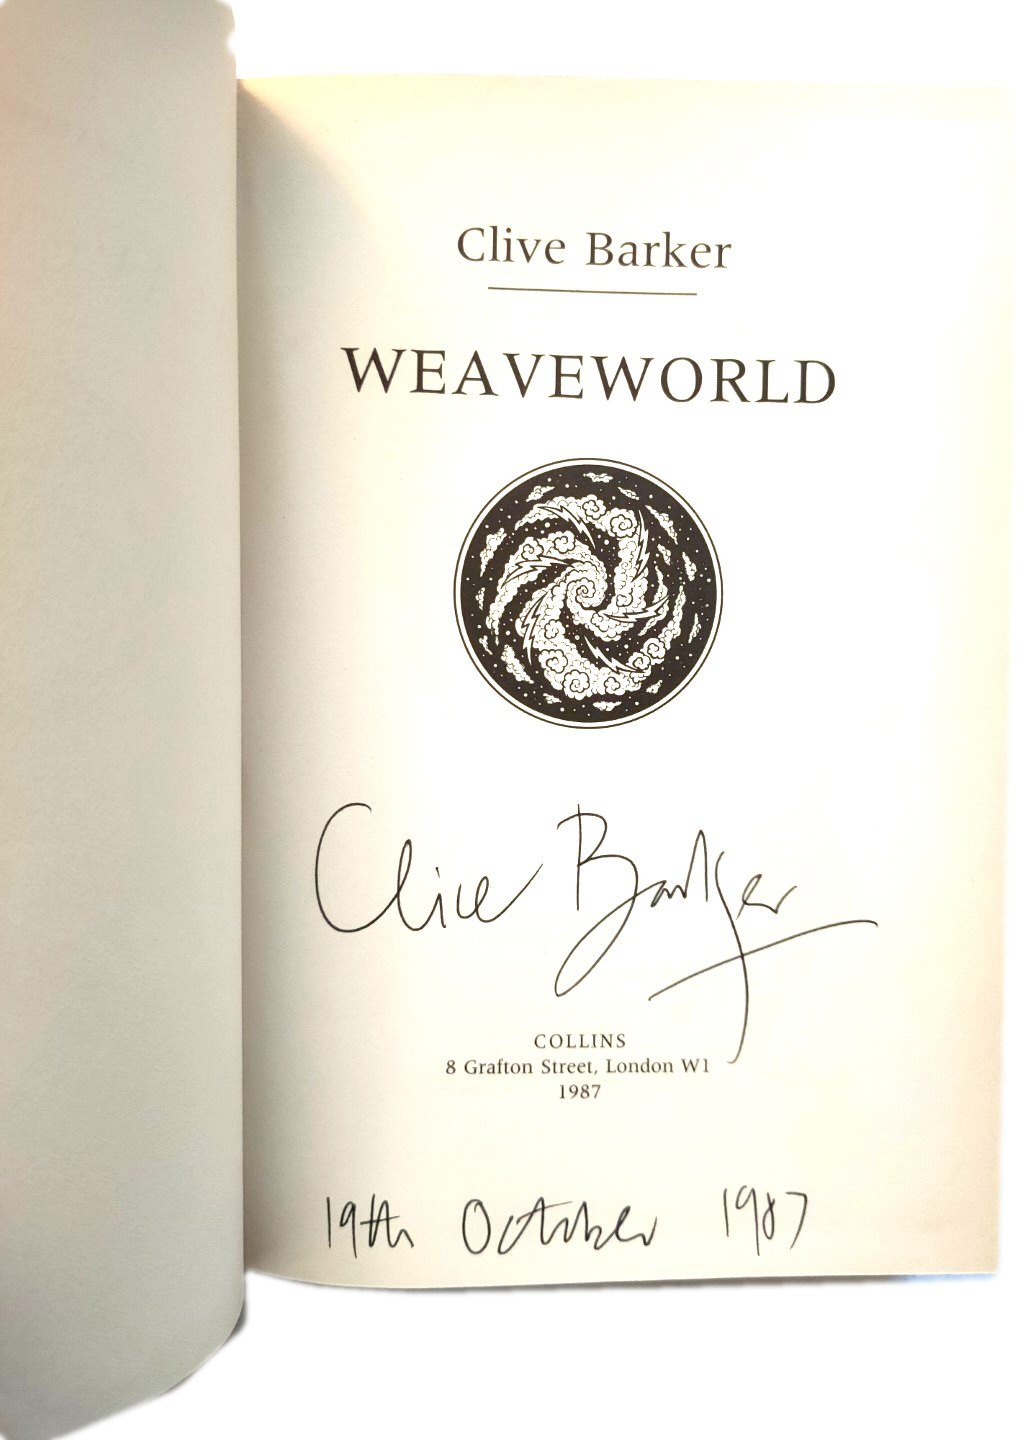 Clive Barker
WEAVEWORLD
Clive Barker
COLLINS
8 Grafton Street, London W1
1987
19th October 1987